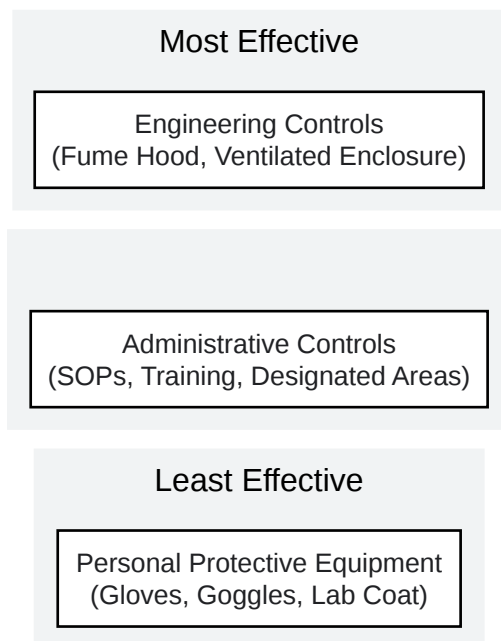 Most Effective
Engineering Controls
(Fume Hood, Ventilated Enclosure)
Administrative Controls
(SOPs, Training, Designated Areas)
Least Effective
Personal Protective Equipment
(Gloves, Goggles, Lab Coat)